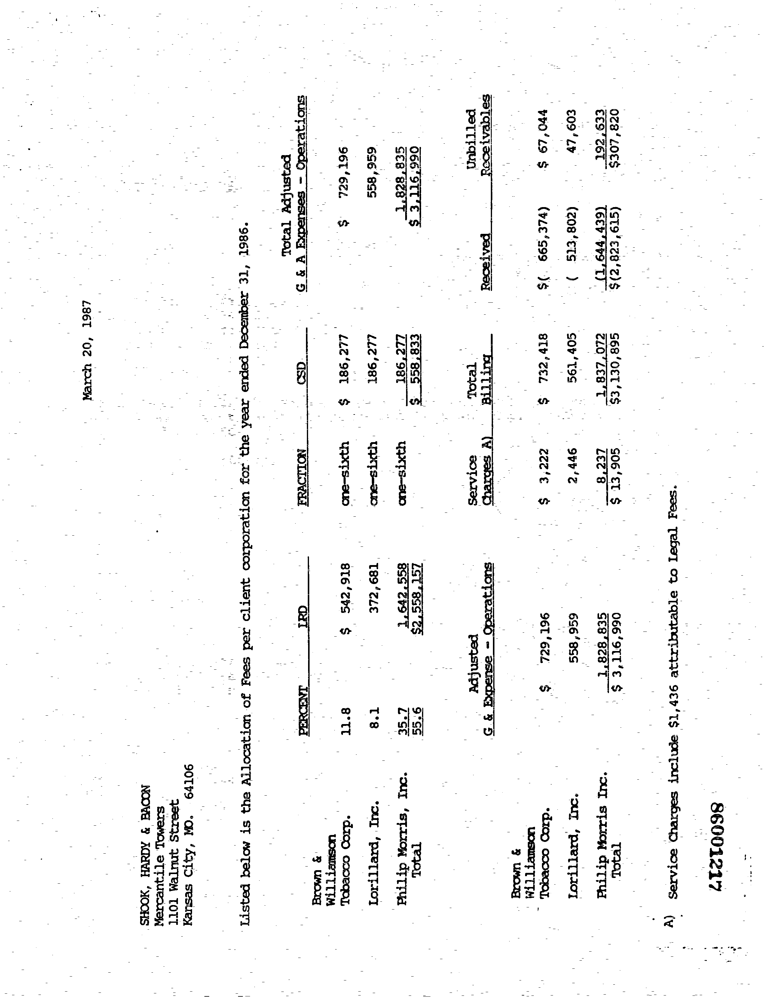 March 20, 1987
SHOOK, HARDY & BACON
Mercantile Towers
1101 Walnut Street
Kansas City, MO. 64106
Listed below is the Allocation of Fees per client corporation for the year ended December 31, 1986.
Total Adjusted
PERCENT LRD FRACTION CSD G & A Expenses - Operations
Brown &
Williamson
Tobacco Corp. 11.8 $ 542,918 one-sixth $ 186,277 $ 729,196
Lorillard, Inc. 8.1 372,681 one-sixth 186,277 558,959
Philip Morris, Inc. 35.7 1,642,558 one-sixth 186,277 1,828,835
Total 55.6 $2,558,157 $ 558,833 $ 3,116,990
Adjusted Service Total Unbilled
G & Expense - Operations Charges A) Billing Received Receivables
Brown &
Williamson
Tobacco Corp. $ 729,196 $ 3,222 $ 732,418 $( 665,374) $ 67,044
Lorillard, Inc. 558,959 2,446 561,405 ( 513,802) 47,603
Philip Morris Inc. 1,828,835 8,237 1,837,072 (1,644,439) 192,633
Total $ 3,116,990 $ 13,905 $3,130,895 $(2,823,615) $307,820
A) Service Charges include $1,436 attributable to Legal Fees.
86001217